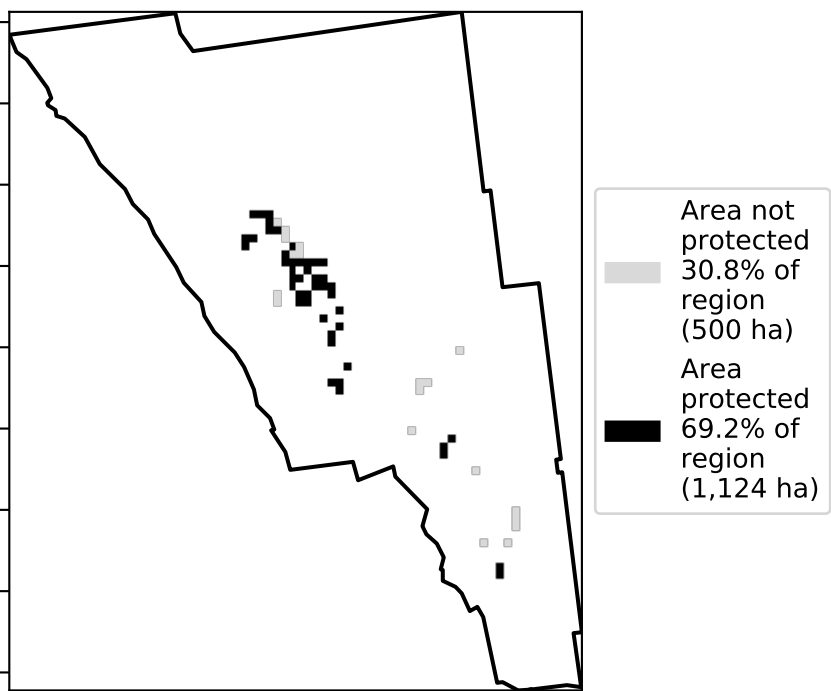 Area not
protected
30.8% of
region
(500 ha)
Area
protected
69.2% of
region
(1,124 ha)